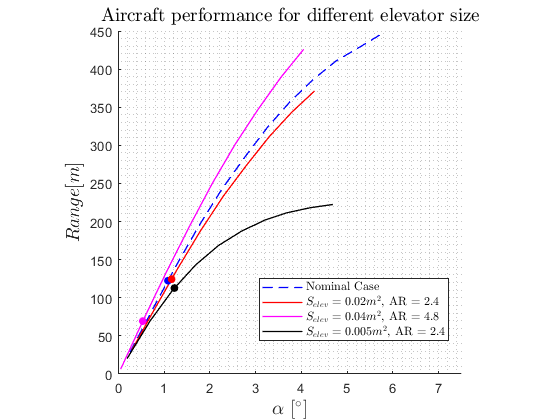 Aircraft performance for different elevator size
Range[m]
450
400
350
300
250
200
150
100
50
0
0 1 2 3 4 5 6 7
α [°]
Nominal Case
S_elev = 0.02m², AR = 2.4
S_elev = 0.04m², AR = 4.8
S_elev = 0.005m², AR = 2.4